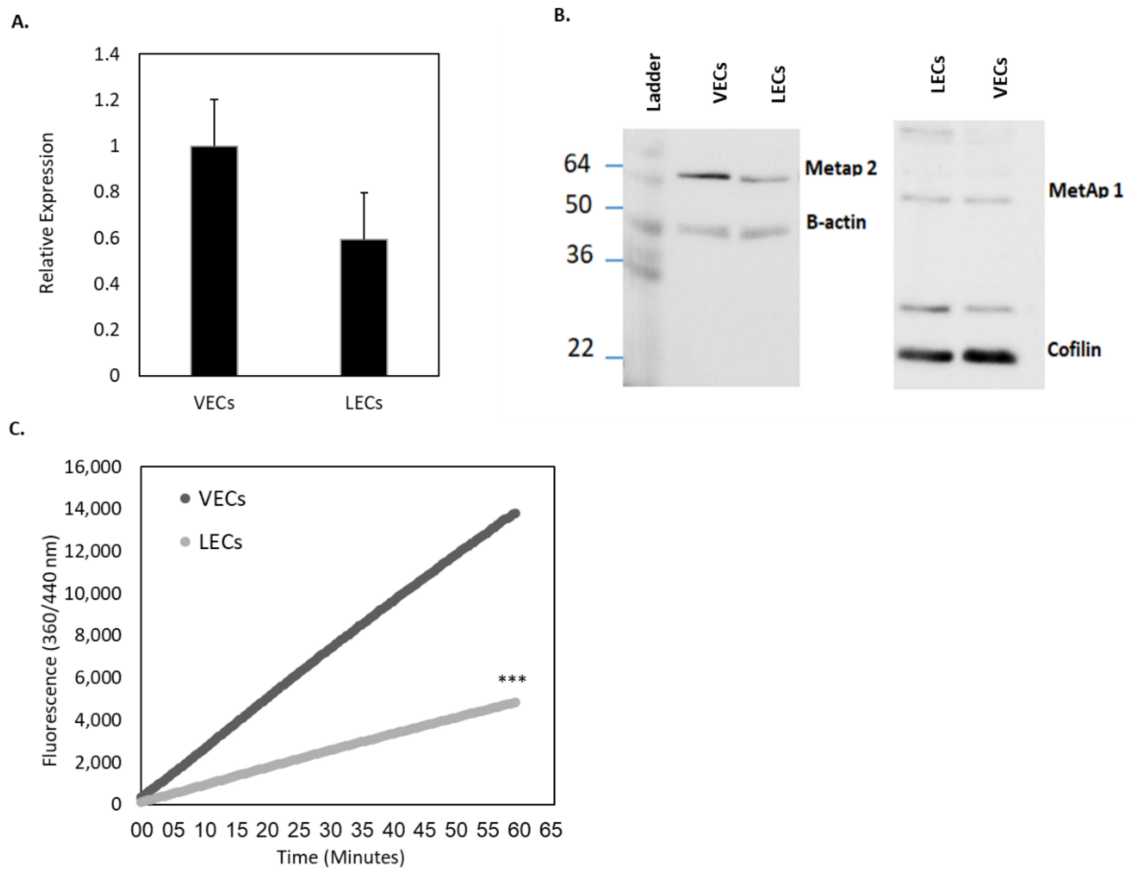 A.
1.4
1.2
1
0.8
0.6
0.4
0.2
0
Relative Expression
VECs
LECs
B.
Ladder
VECs
LECs
64
50
36
22
Metap 2
B-actin
LECs
VECs
MetAp 1
Cofilin
C.
16,000
14,000
12,000
10,000
8,000
6,000
4,000
2,000
0
Fluorescence (360/440 nm)
VECs
LECs
***
00 05 10 15 20 25 30 35 40 45 50 55 60 65
Time (Minutes)